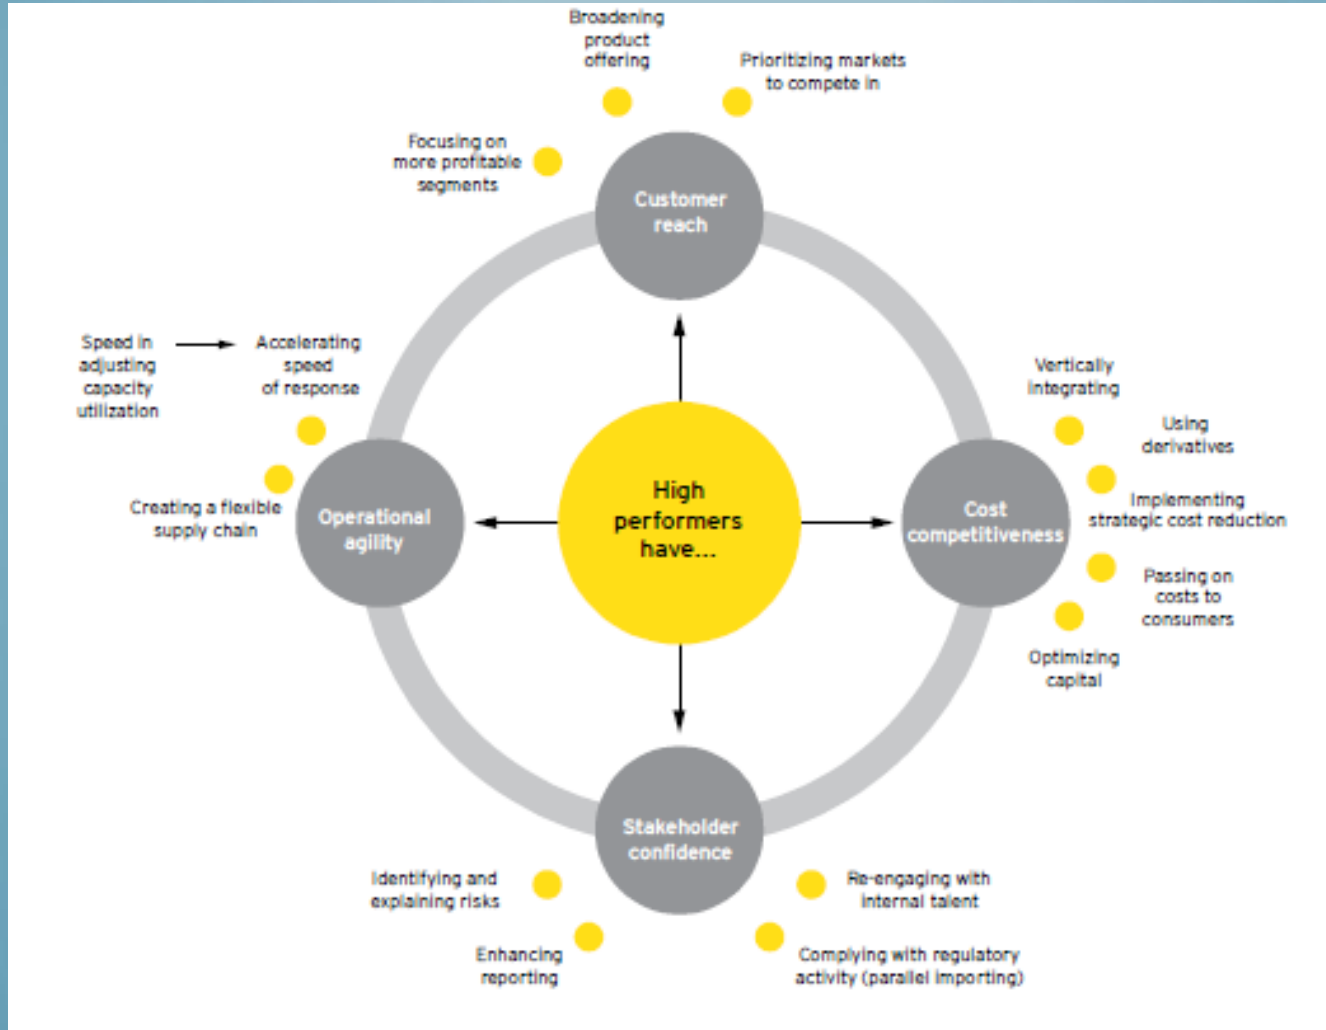 Broadening
product
offering
Prioritizing markets
to compete in
Focusing on
more profitable
segments
Customer
reach
Speed in
adjusting
capacity
utilization
Accelerating
speed
of response
Creating a flexible
supply chain
Operational
agility
High
performers
have...
Vertically
integrating
Using
derivatives
Implementing
strategic cost reduction
Cost
competitiveness
Passing on
costs to
consumers
Optimizing
capital
Stakeholder
confidence
Identifying and
explaining risks
Enhancing
reporting
Re-engaging with
internal talent
Complying with regulatory
activity (parallel importing)